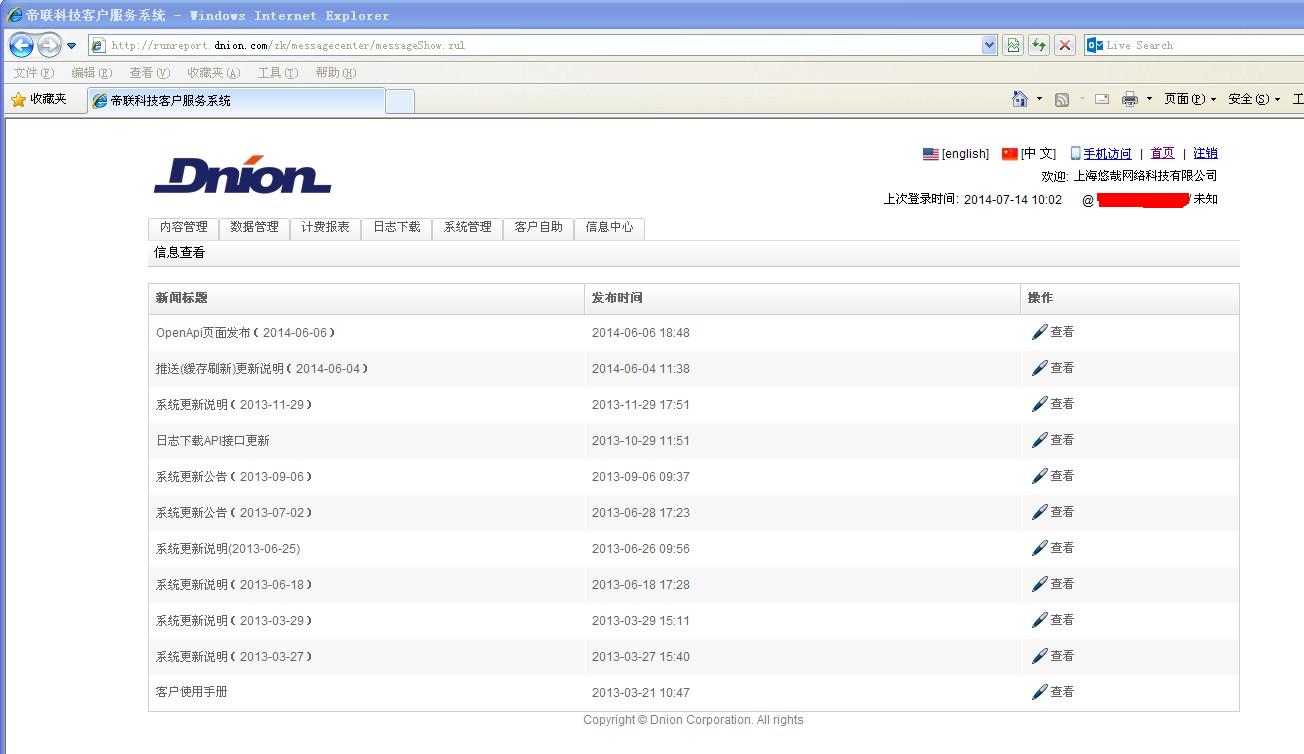 帝联科技客户服务系统 - Windows Internet Explorer
http://runreport.dnion.com/zk/messagecenter/messageShow.zul
Live Search
文件(F) 编辑(E) 查看(V) 收藏夹(A) 工具(T) 帮助(H)
收藏夹 帝联科技客户服务系统 页面(P) 安全(S) 工
Dnion
[english] [中 文] 手机访问 | 首页 | 注销
欢迎: 上海悠哉网络科技有限公司
上次登录时间: 2014-07-14 10:02 @ / 未知
内容管理 数据管理 计费报表 日志下载 系统管理 客户自助 信息中心
信息查看
新闻标题 发布时间 操作
OpenApi页面发布（2014-06-06） 2014-06-06 18:48 查看
推送(缓存刷新)更新说明（2014-06-04） 2014-06-04 11:38 查看
系统更新说明（2013-11-29） 2013-11-29 17:51 查看
日志下载API接口更新 2013-10-29 11:51 查看
系统更新公告（2013-09-06） 2013-09-06 09:37 查看
系统更新公告（2013-07-02） 2013-06-28 17:23 查看
系统更新说明(2013-06-25) 2013-06-26 09:56 查看
系统更新说明（2013-06-18） 2013-06-18 17:28 查看
系统更新说明（2013-03-29） 2013-03-29 15:11 查看
系统更新说明（2013-03-27） 2013-03-27 15:40 查看
客户使用手册 2013-03-21 10:47 查看
Copyright © Dnion Corporation. All rights